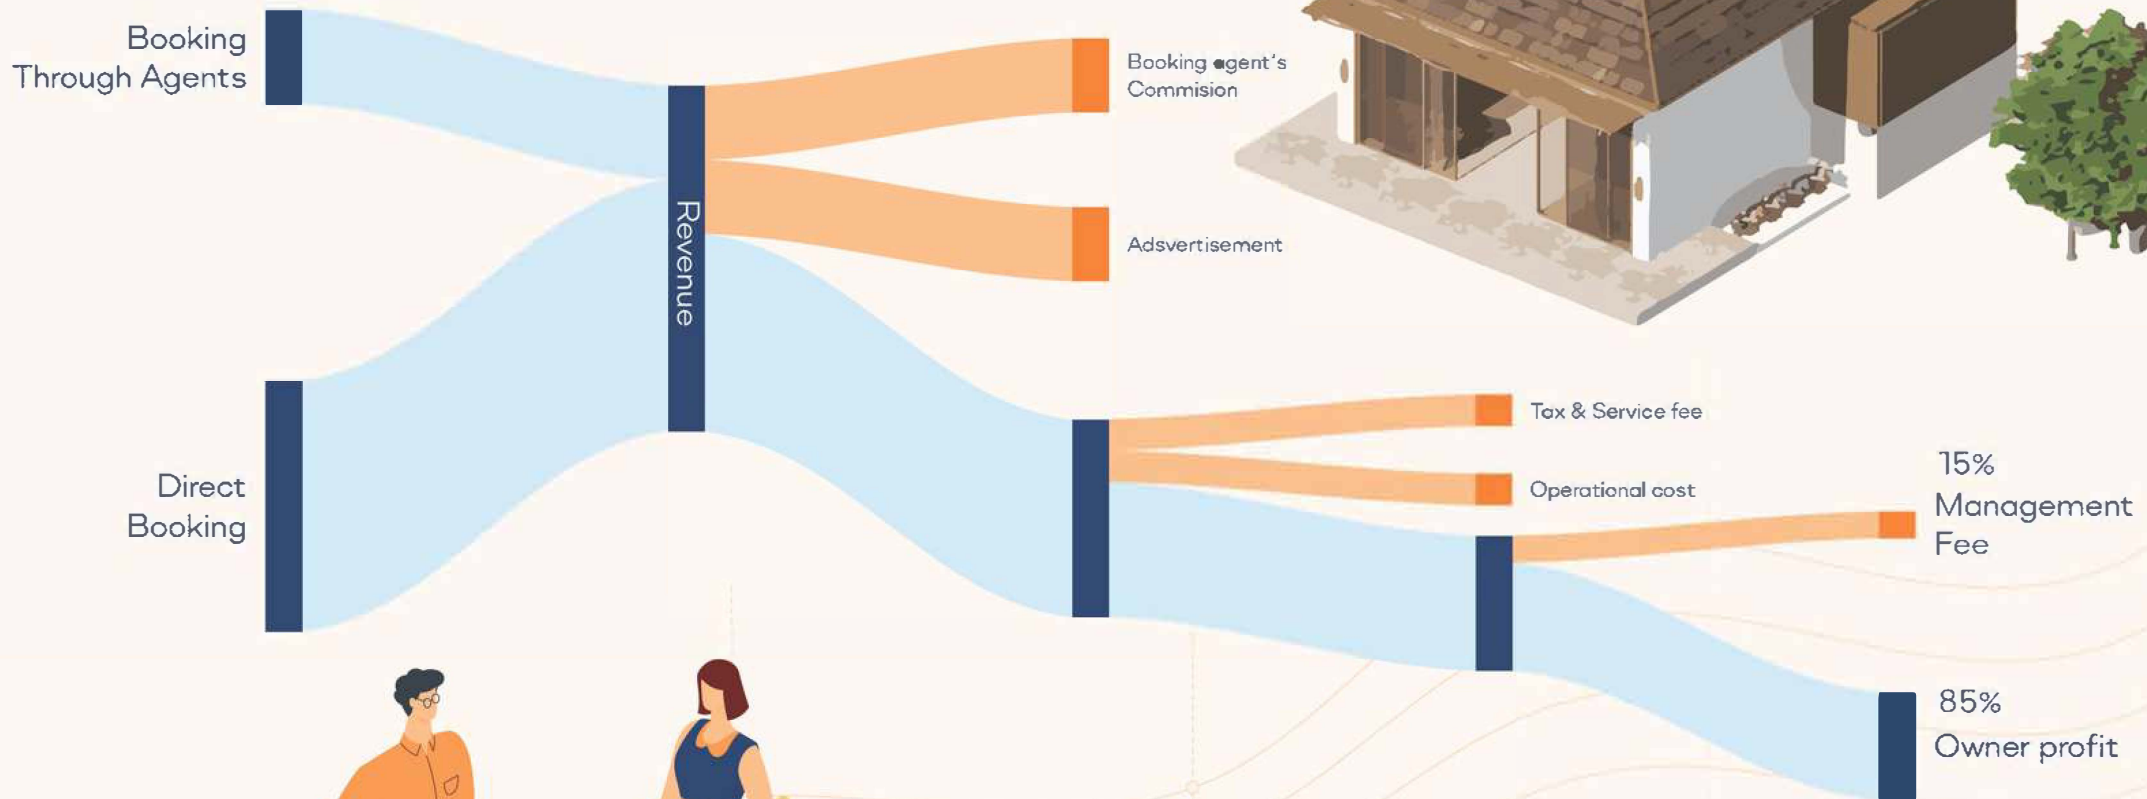 Booking
Through Agents
Direct
Booking
Revenue
Booking agent's
Commision
Adsvertisement
Tax & Service fee
Operational cost
15%
Management
Fee
85%
Owner profit